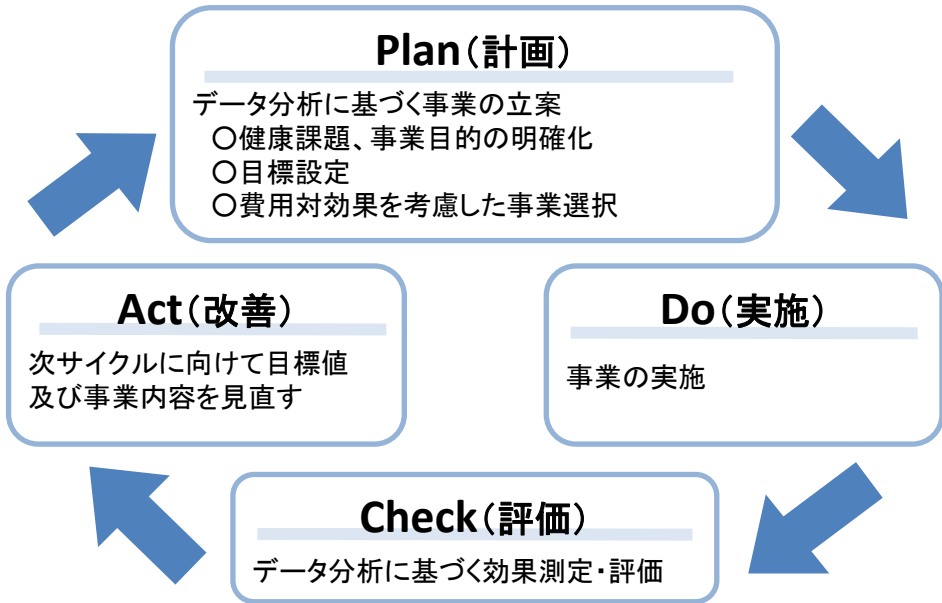 Plan(計画)
データ分析に基づく事業の立案
○健康課題、事業目的の明確化
○目標設定
○費用対効果を考慮した事業選択
Do(実施)
事業の実施
Check(評価)
データ分析に基づく効果測定・評価
Act(改善)
次サイクルに向けて目標値
及び事業内容を見直す